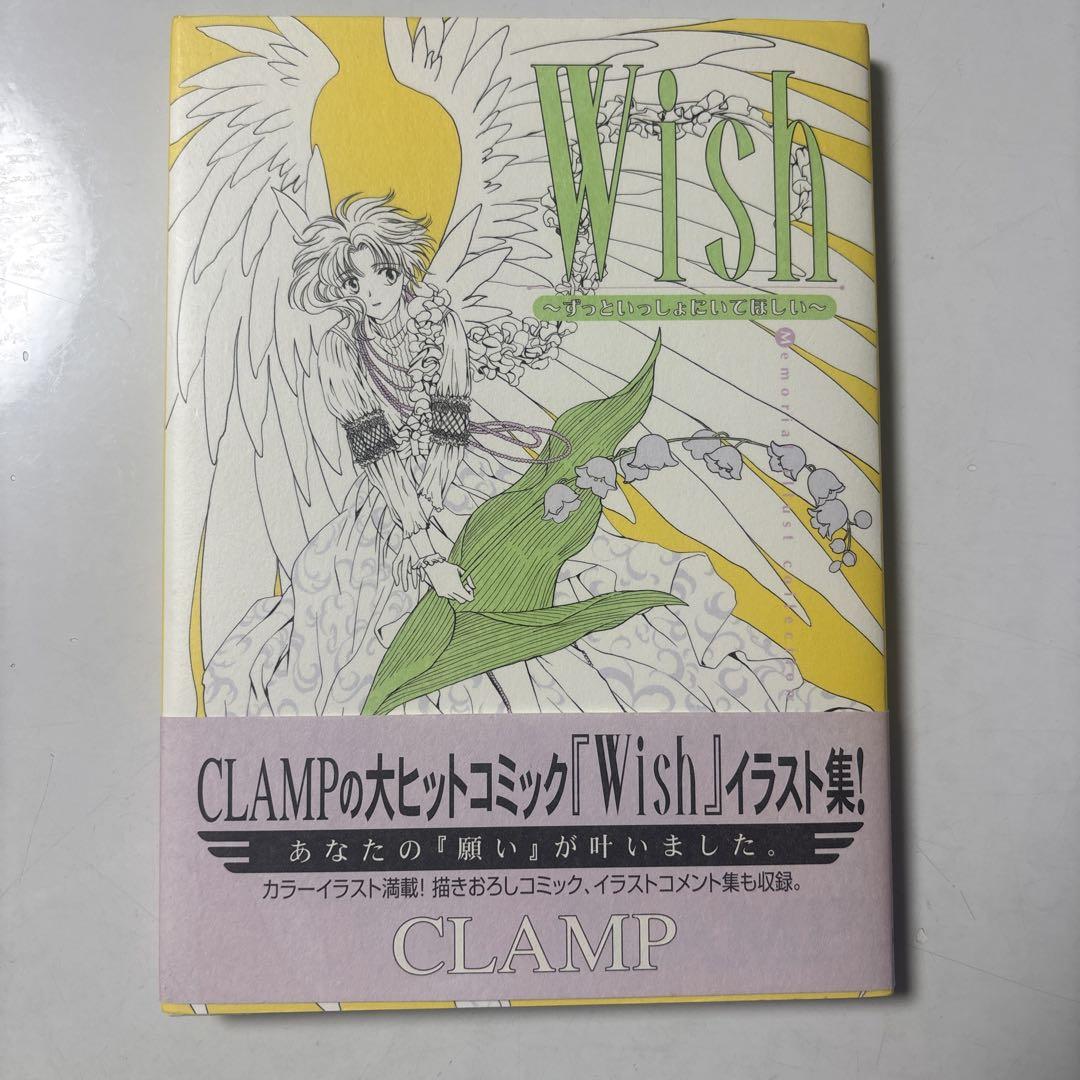 Wish
～ずっといっしょにいてほしい～
Memorial illust collection
CLAMPの大ヒットコミック『Wish』イラスト集!
あなたの『願い』が叶いました。
カラーイラスト満載! 描きおろしコミック、イラストコメント集も収録。
CLAMP